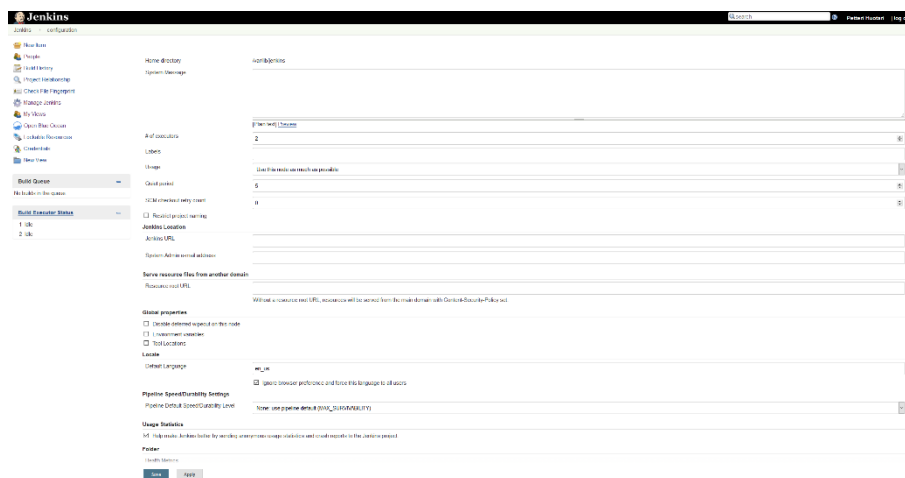 Jenkins
search
Petteri Huotari | log o
Jenkins configuration
New Item
People
Build History
Project Relationship
Check File Fingerprint
Manage Jenkins
My Views
Open Blue Ocean
Lockable Resources
Credentials
New View
Build Queue
No builds in the queue.
Build Executor Status
1 Idle
2 Idle
Home directory /var/lib/jenkins
System Message
[Plain text] Preview
# of executors 2
Labels
Usage Use this node as much as possible
Quiet period 5
SCM checkout retry count 0
Restrict project naming
Jenkins Location
Jenkins URL
System Admin e-mail address
Serve resource files from another domain
Resource root URL
Without a resource root URL, resources will be served from the main domain with Content-Security-Policy set.
Global properties
Disable deferred wipeout on this node
Environment variables
Tool Locations
Locale
Default Language en_us
Ignore browser preference and force this language to all users
Pipeline Speed/Durability Settings
Pipeline Default Speed/Durability Level None: use pipeline default (MAX_SURVIVABILITY)
Usage Statistics
Help make Jenkins better by sending anonymous usage statistics and crash reports to the Jenkins project
Folder
Health Metrics
Save Apply